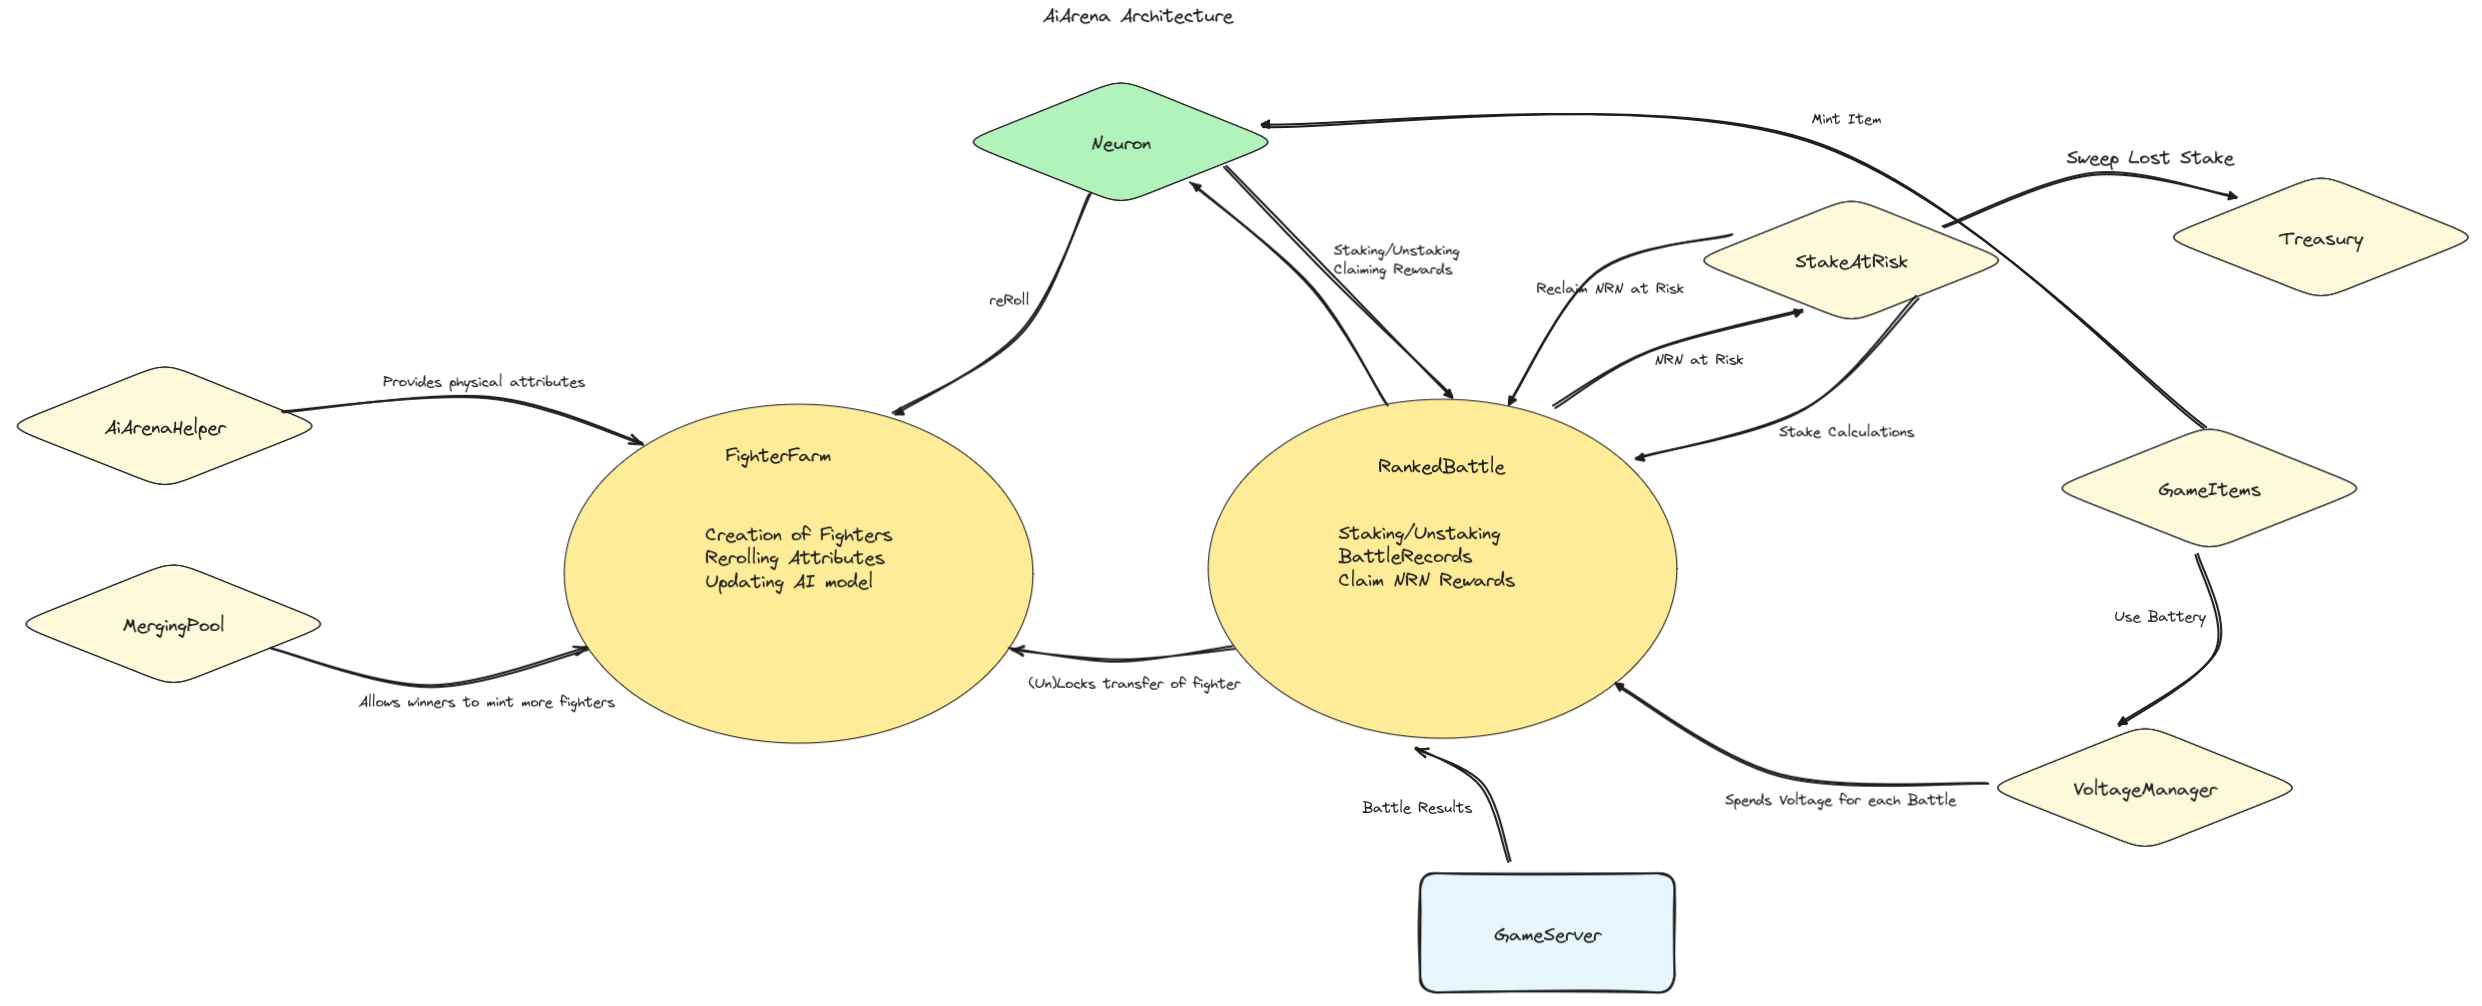 AiArena Architecture
Neuron
Mint Item
Sweep Lost Stake
Treasury
StakeAtRisk
Staking/Unstaking
Claiming Rewards
Reclaim NRN at Risk
reRoll
NRN at Risk
Provides physical attributes
AiArenaHelper
Stake Calculations
FighterFarm
Creation of Fighters
Rerolling Attributes
Updating AI model
RankedBattle
Staking/Unstaking
BattleRecords
Claim NRN Rewards
GameItems
MergingPool
Use Battery
Allows winners to mint more fighters
(Un)Locks transfer of fighter
VoltageManager
Spends Voltage for each Battle
Battle Results
GameServer